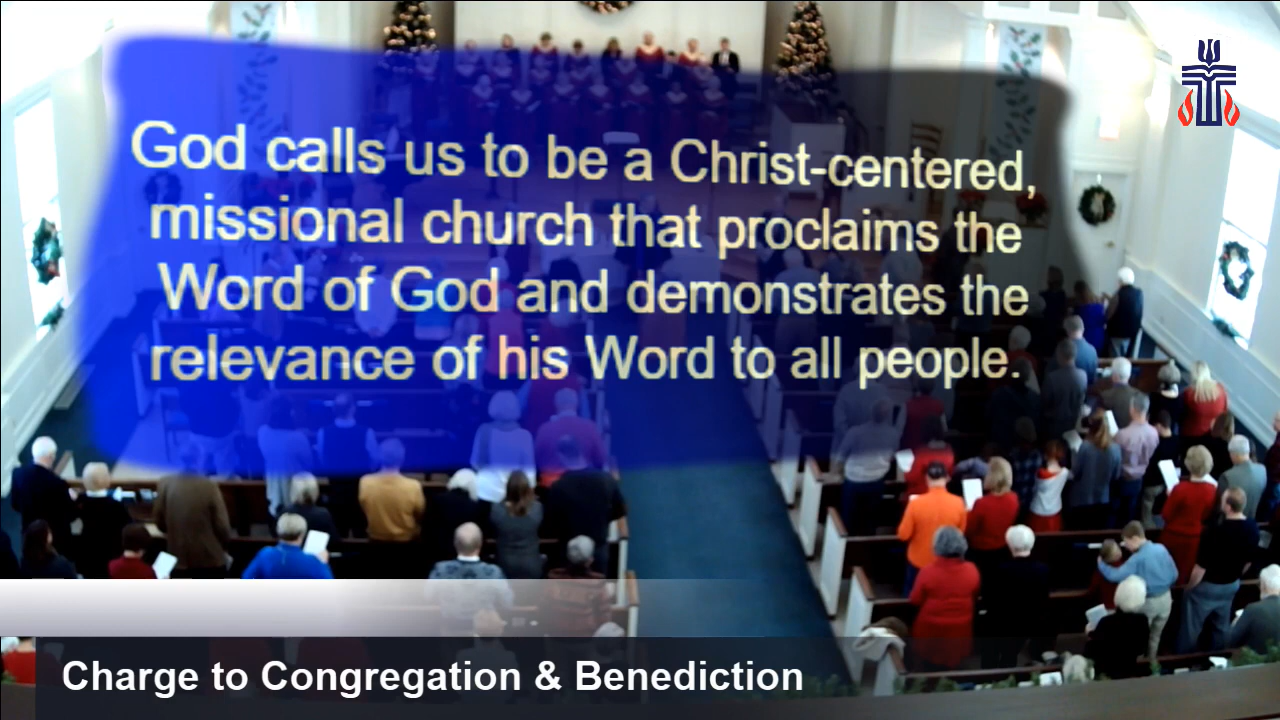 God calls us to be a Christ-centered,
missional church that proclaims the
Word of God and demonstrates the
relevance of his Word to all people.
Charge to Congregation & Benediction